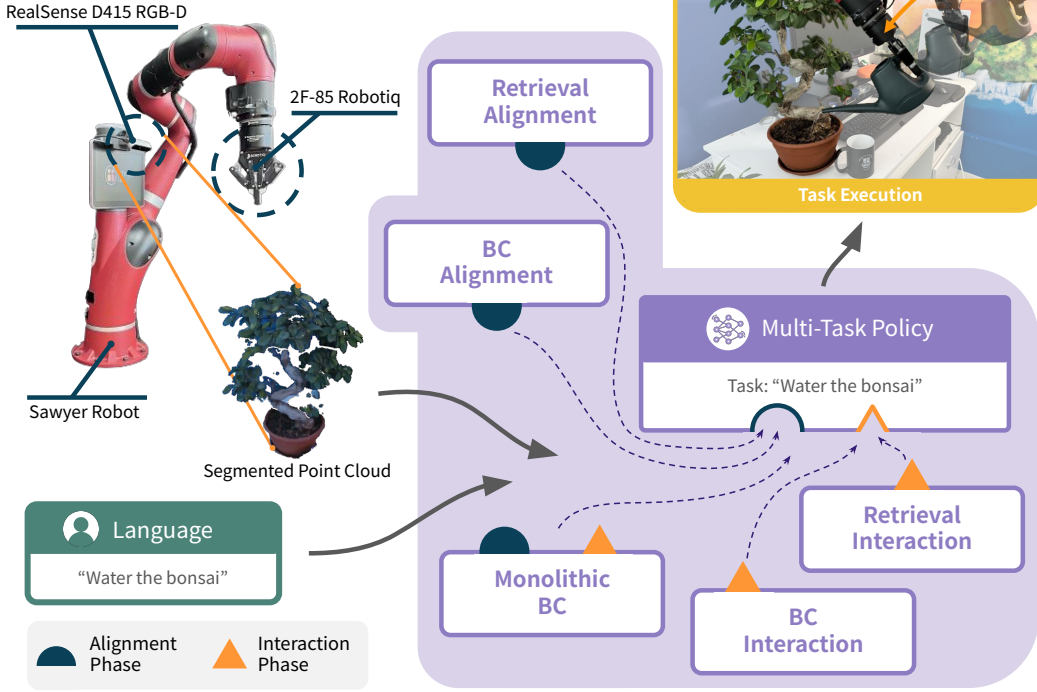 RealSense D415 RGB-D
2F-85 Robotiq
Sawyer Robot
Segmented Point Cloud
Language
“Water the bonsai”
Alignment
Phase
Interaction
Phase
Retrieval
Alignment
BC
Alignment
Task Execution
Multi-Task Policy
Task: “Water the bonsai”
Retrieval
Interaction
Monolithic
BC
BC
Interaction